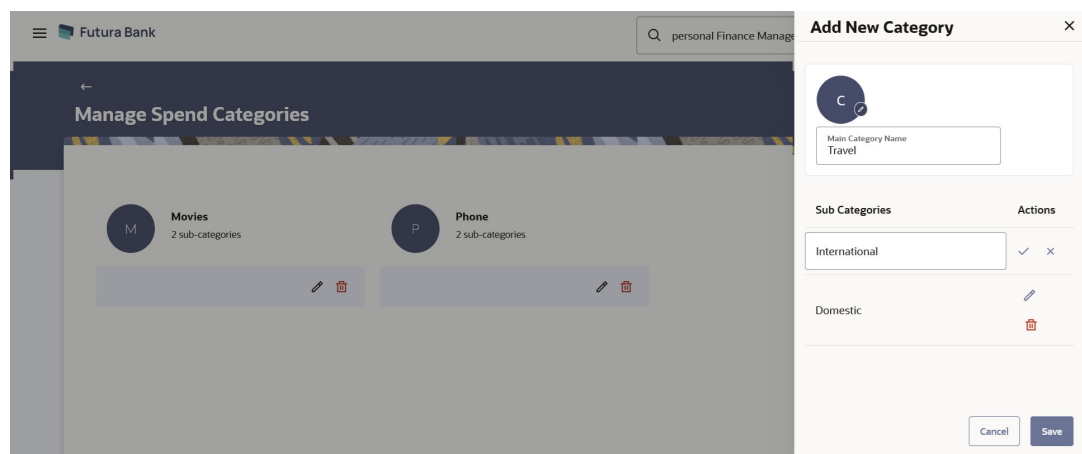 Futura Bank
personal Finance Manage
Manage Spend Categories
M
Movies
2 sub-categories
P
Phone
2 sub-categories
Add New Category
C
Main Category Name
Travel
Sub Categories Actions
International
Domestic
Cancel Save